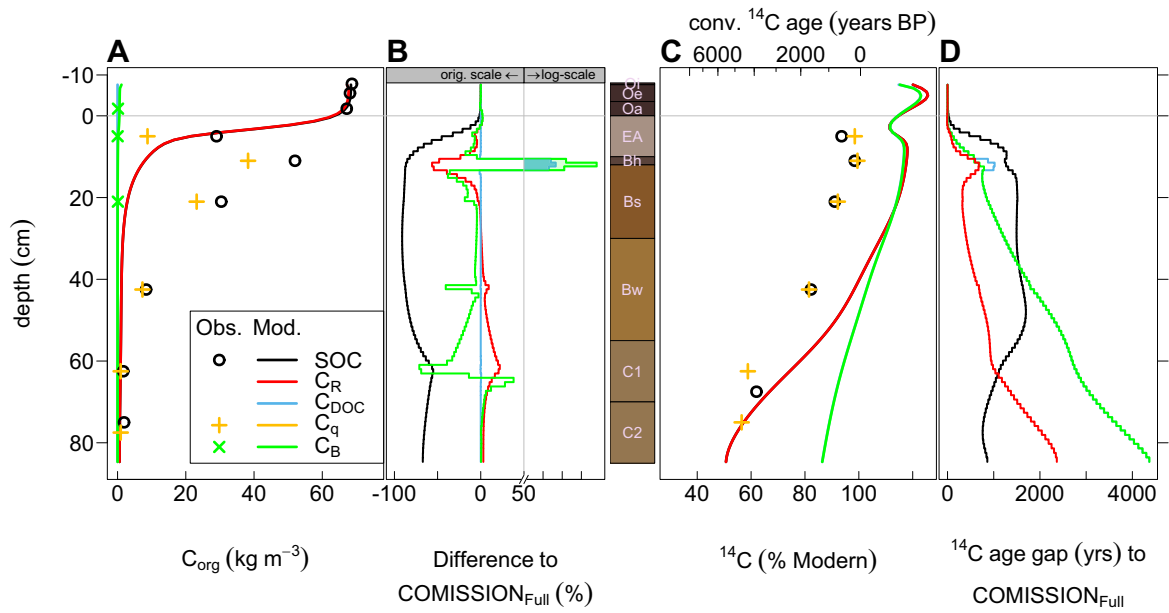 conv. ¹⁴C age (years BP)
A
B
C
D
6000
2000
0
orig. scale ←
→log-scale
-10
0
20
40
60
80
depth (cm)
Oi
Oe
Oa
EA
Bh
Bs
Bw
C1
C2
Obs. Mod.
SOC
C_R
C_DOC
C_q
C_B
0 20 40 60
-100 0 50
40 60 80 100
0 2000 4000
C_org (kg m⁻³)
Difference to
COMISSION_Full (%)
¹⁴C (% Modern)
¹⁴C age gap (yrs) to
COMISSION_Full